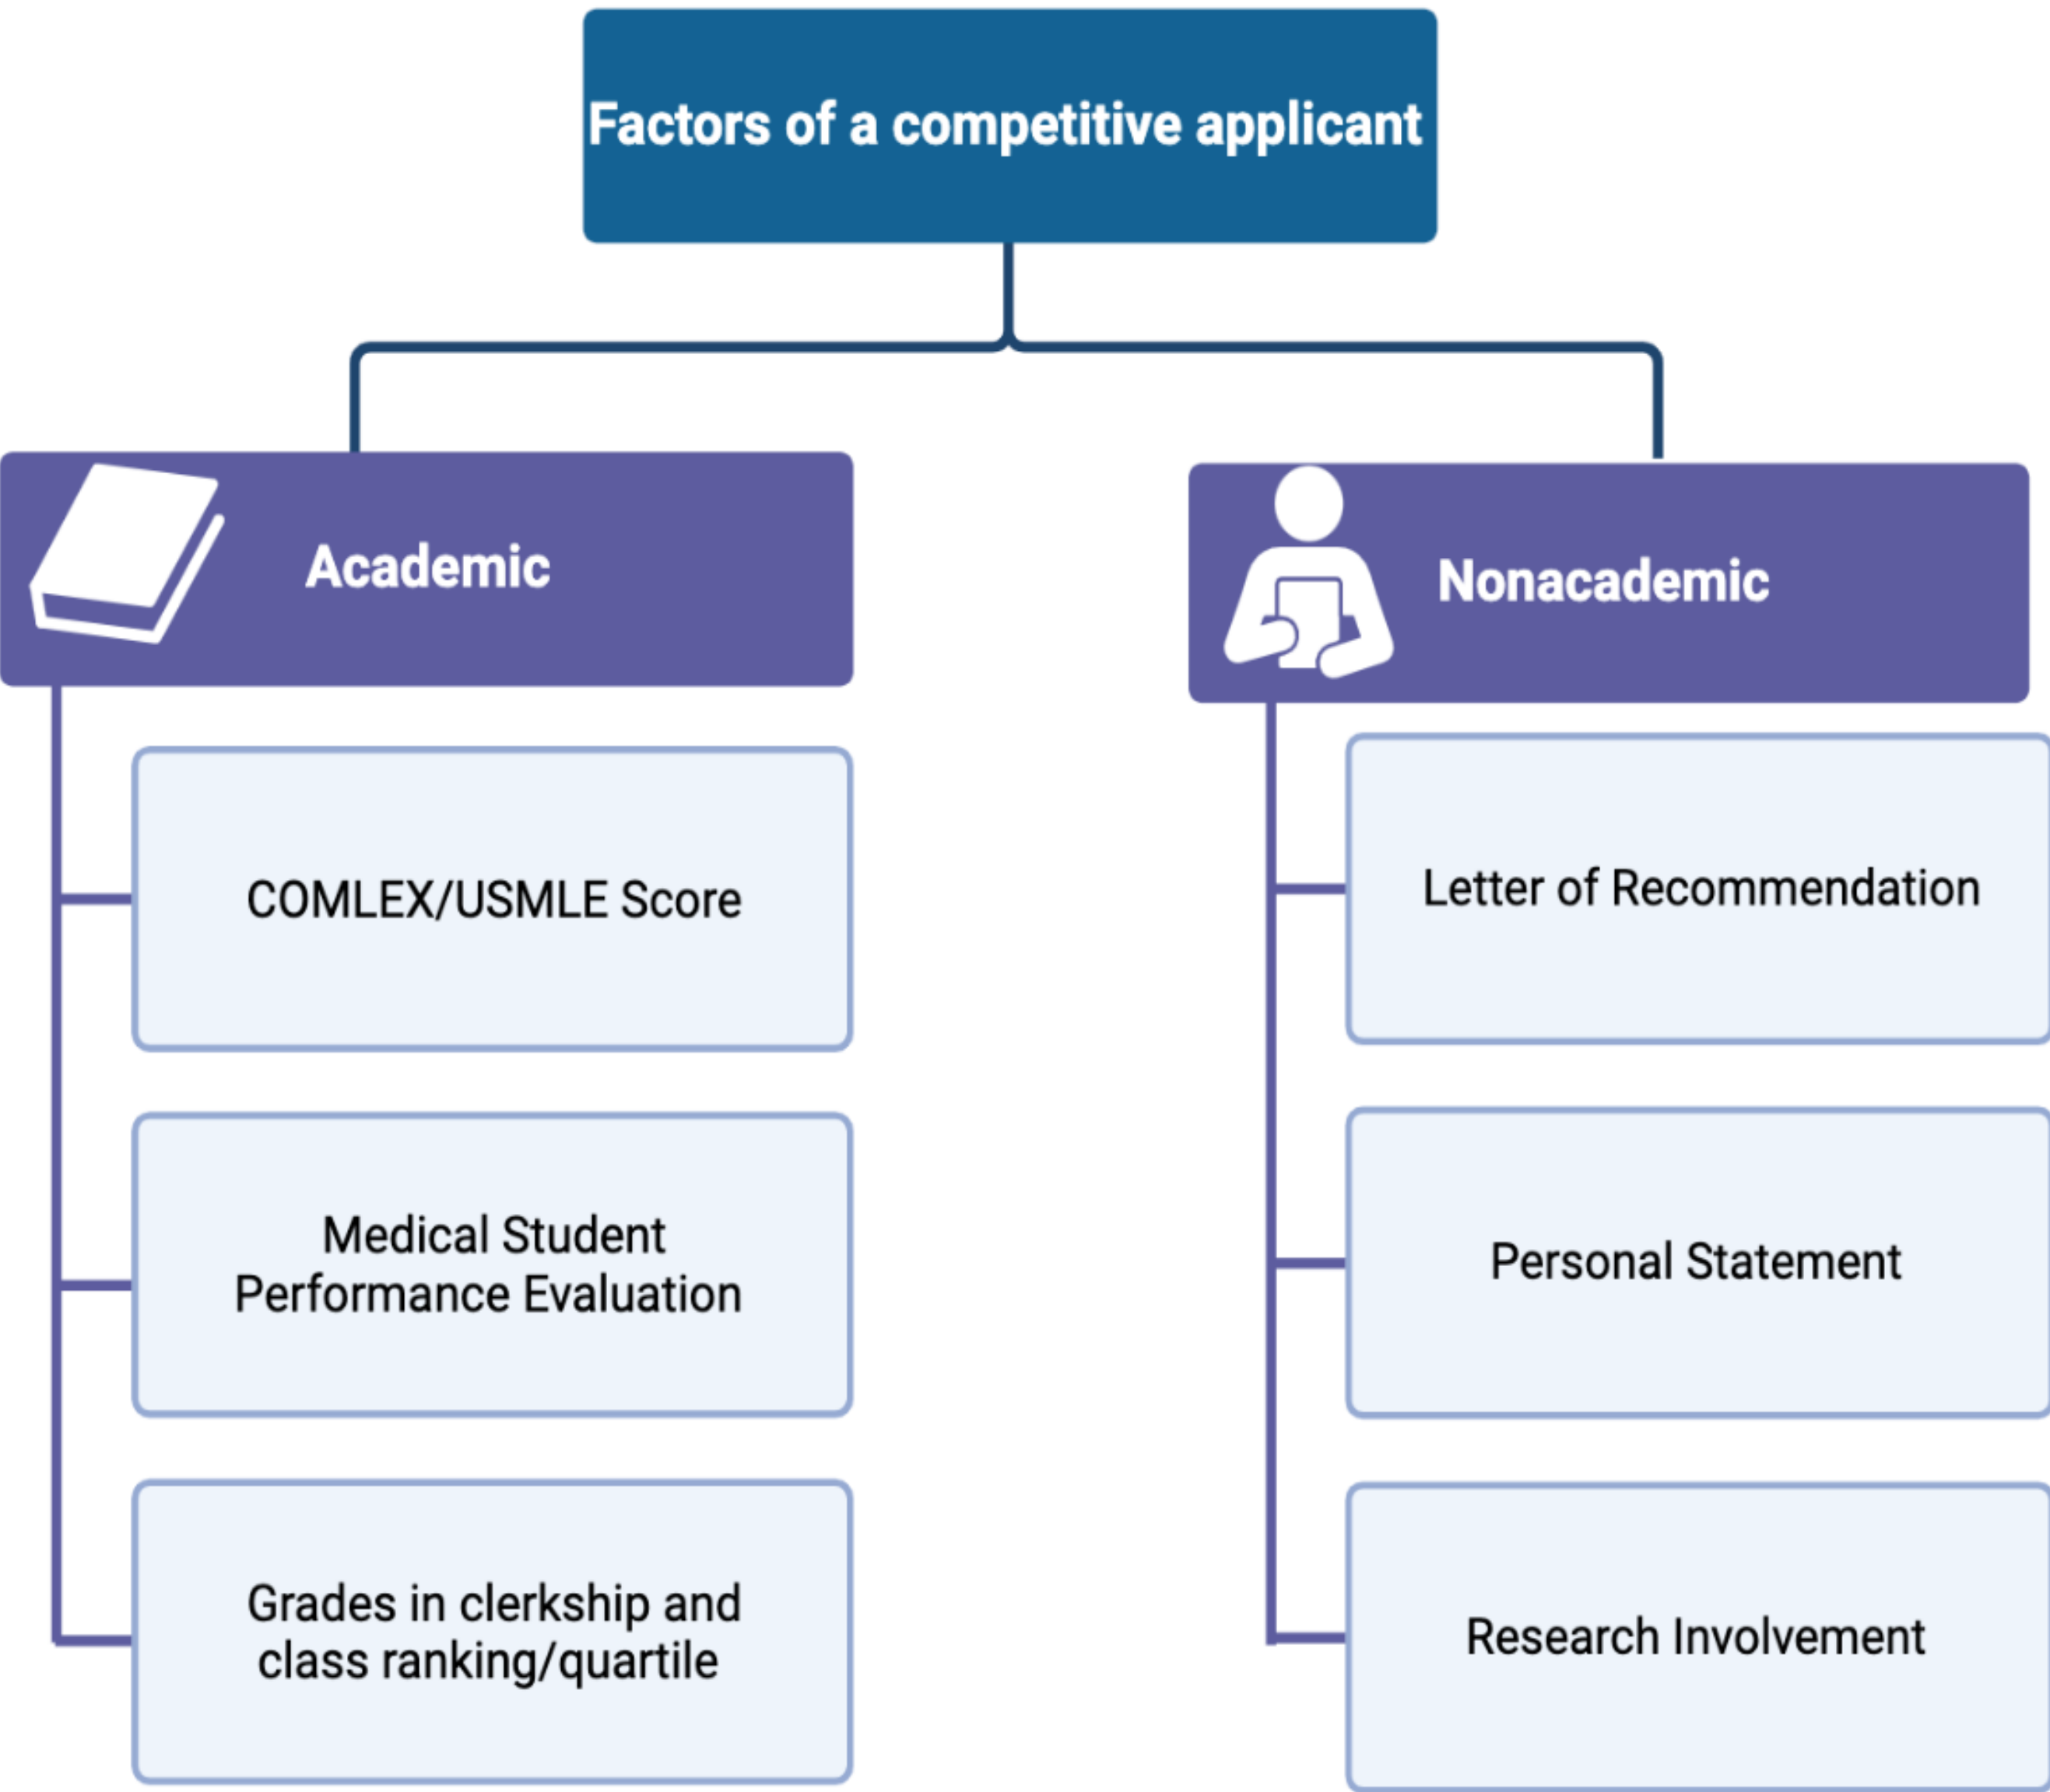 Factors of a competitive applicant
Academic
COMLEX/USMLE Score
Medical Student
Performance Evaluation
Grades in clerkship and
class ranking/quartile
Nonacademic
Letter of Recommendation
Personal Statement
Research Involvement